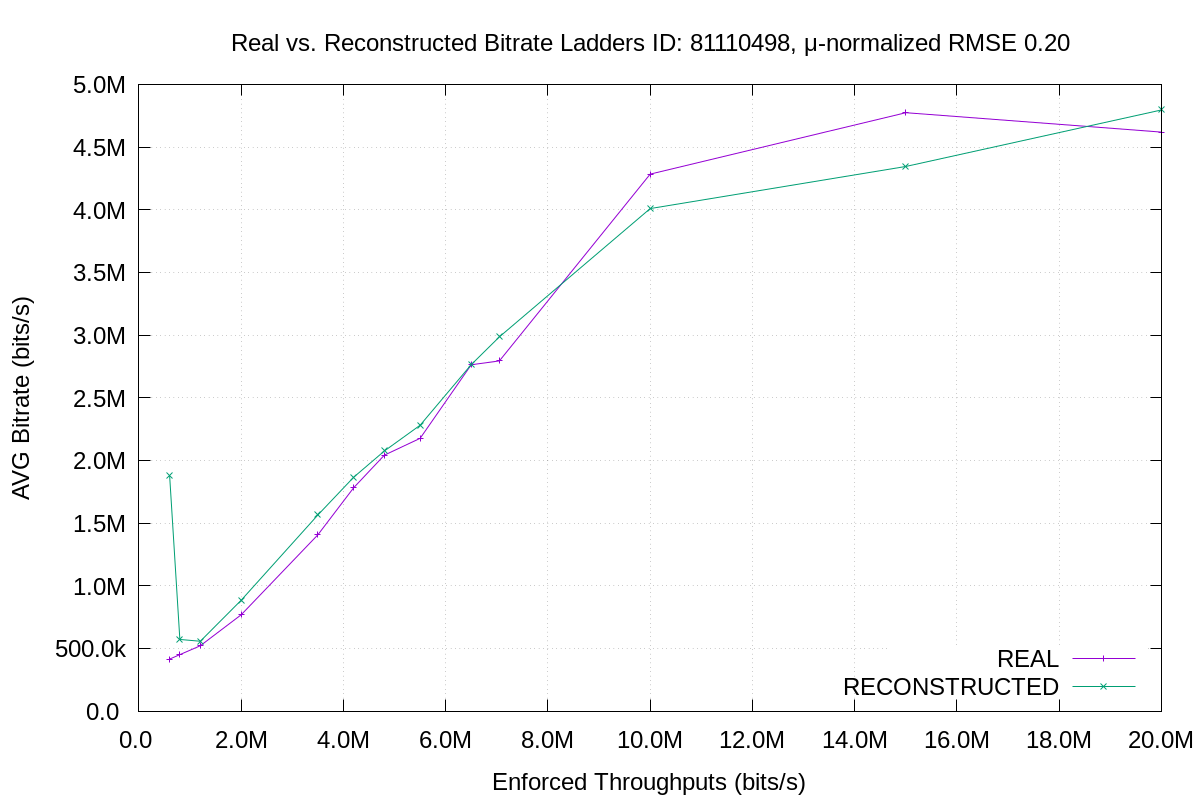 Real vs. Reconstructed Bitrate Ladders ID: 81110498, μ-normalized RMSE 0.20
5.0M
4.5M
4.0M
3.5M
3.0M
2.5M
2.0M
1.5M
1.0M
500.0k
0.0
AVG Bitrate (bits/s)
REAL
RECONSTRUCTED
0.0 2.0M 4.0M 6.0M 8.0M 10.0M 12.0M 14.0M 16.0M 18.0M 20.0M
Enforced Throughputs (bits/s)